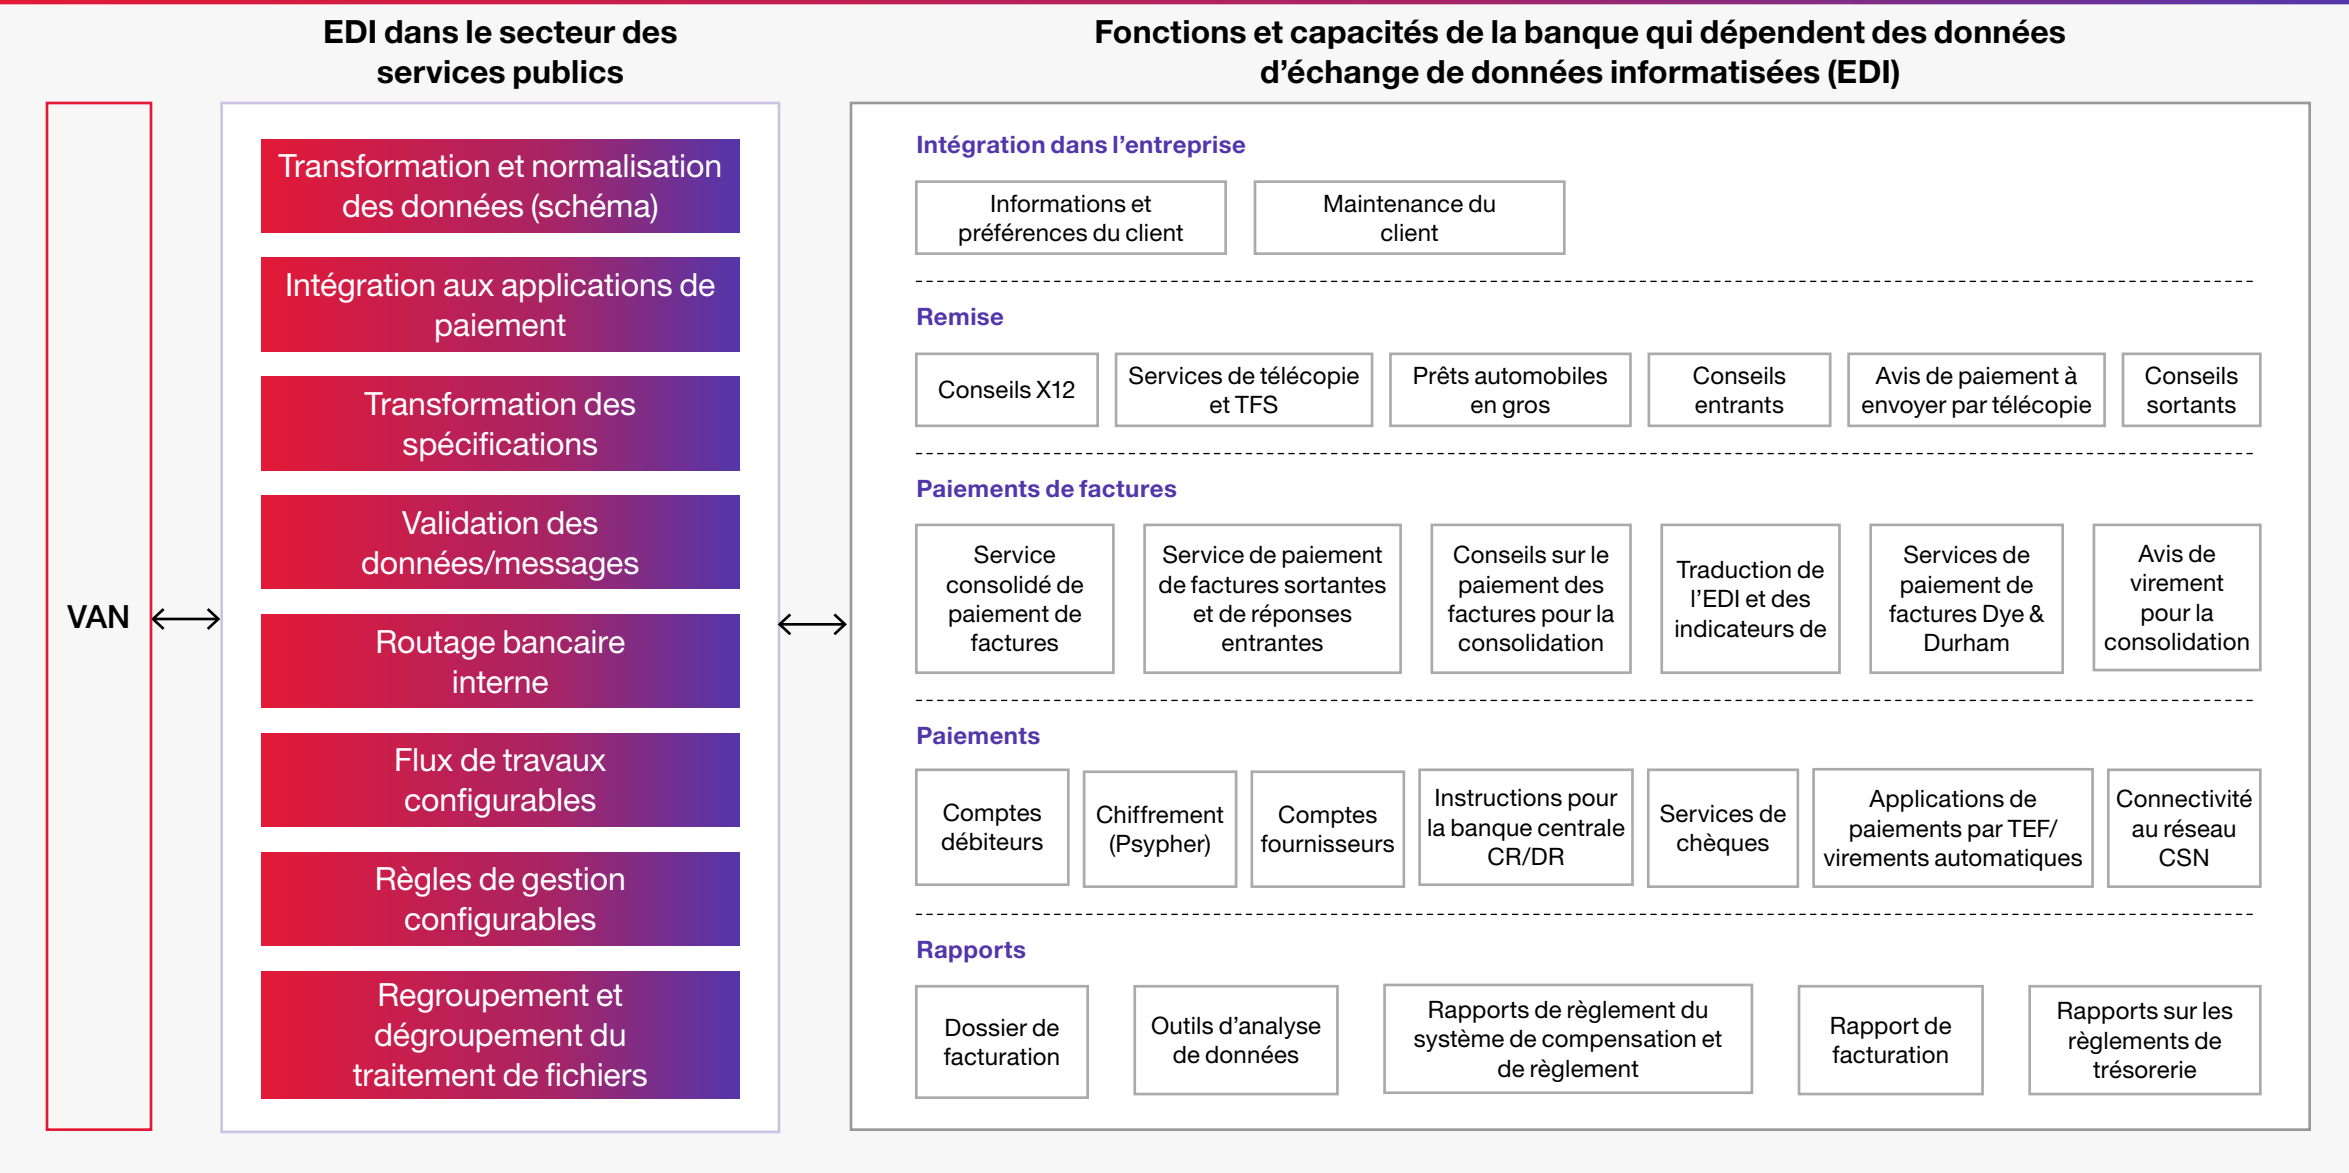 EDI dans le secteur des
services publics
Fonctions et capacités de la banque qui dépendent des données
d’échange de données informatisées (EDI)
VAN
Transformation et normalisation
des données (schéma)
Intégration aux applications de
paiement
Transformation des
spécifications
Validation des
données/messages
Routage bancaire
interne
Flux de travaux
configurables
Règles de gestion
configurables
Regroupement et
dégroupement du
traitement de fichiers
Intégration dans l’entreprise
Informations et
préférences du client
Maintenance du
client
Remise
Conseils X12
Services de télécopie
et TFS
Prêts automobiles
en gros
Conseils
entrants
Avis de paiement à
envoyer par télécopie
Conseils
sortants
Paiements de factures
Service
consolidé de
paiement de
factures
Service de paiement
de factures sortantes
et de réponses
entrantes
Conseils sur le
paiement des
factures pour la
consolidation
Traduction de
l’EDI et des
indicateurs de
Services de
paiement de
factures Dye &
Durham
Avis de
virement
pour la
consolidation
Paiements
Comptes
débiteurs
Chiffrement
(Psypher)
Comptes
fournisseurs
Instructions pour
la banque centrale
CR/DR
Services de
chèques
Applications de
paiements par TEF/
virements automatiques
Connectivité
au réseau
CSN
Rapports
Dossier de
facturation
Outils d’analyse
de données
Rapports de règlement du
système de compensation et
de règlement
Rapport de
facturation
Rapports sur les
règlements de
trésorerie